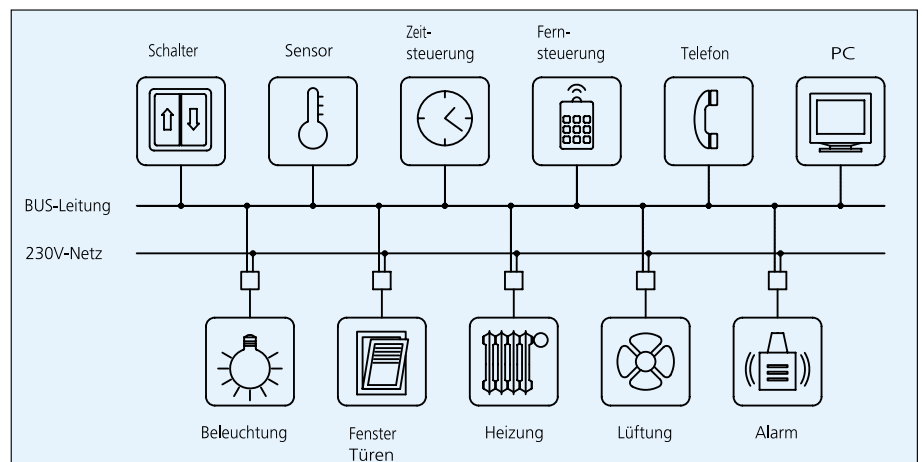 Schalter
Sensor
Zeit-
steuerung
Fern-
steuerung
Telefon
PC
BUS-Leitung
230V-Netz
Beleuchtung
Fenster
Türen
Heizung
Lüftung
Alarm